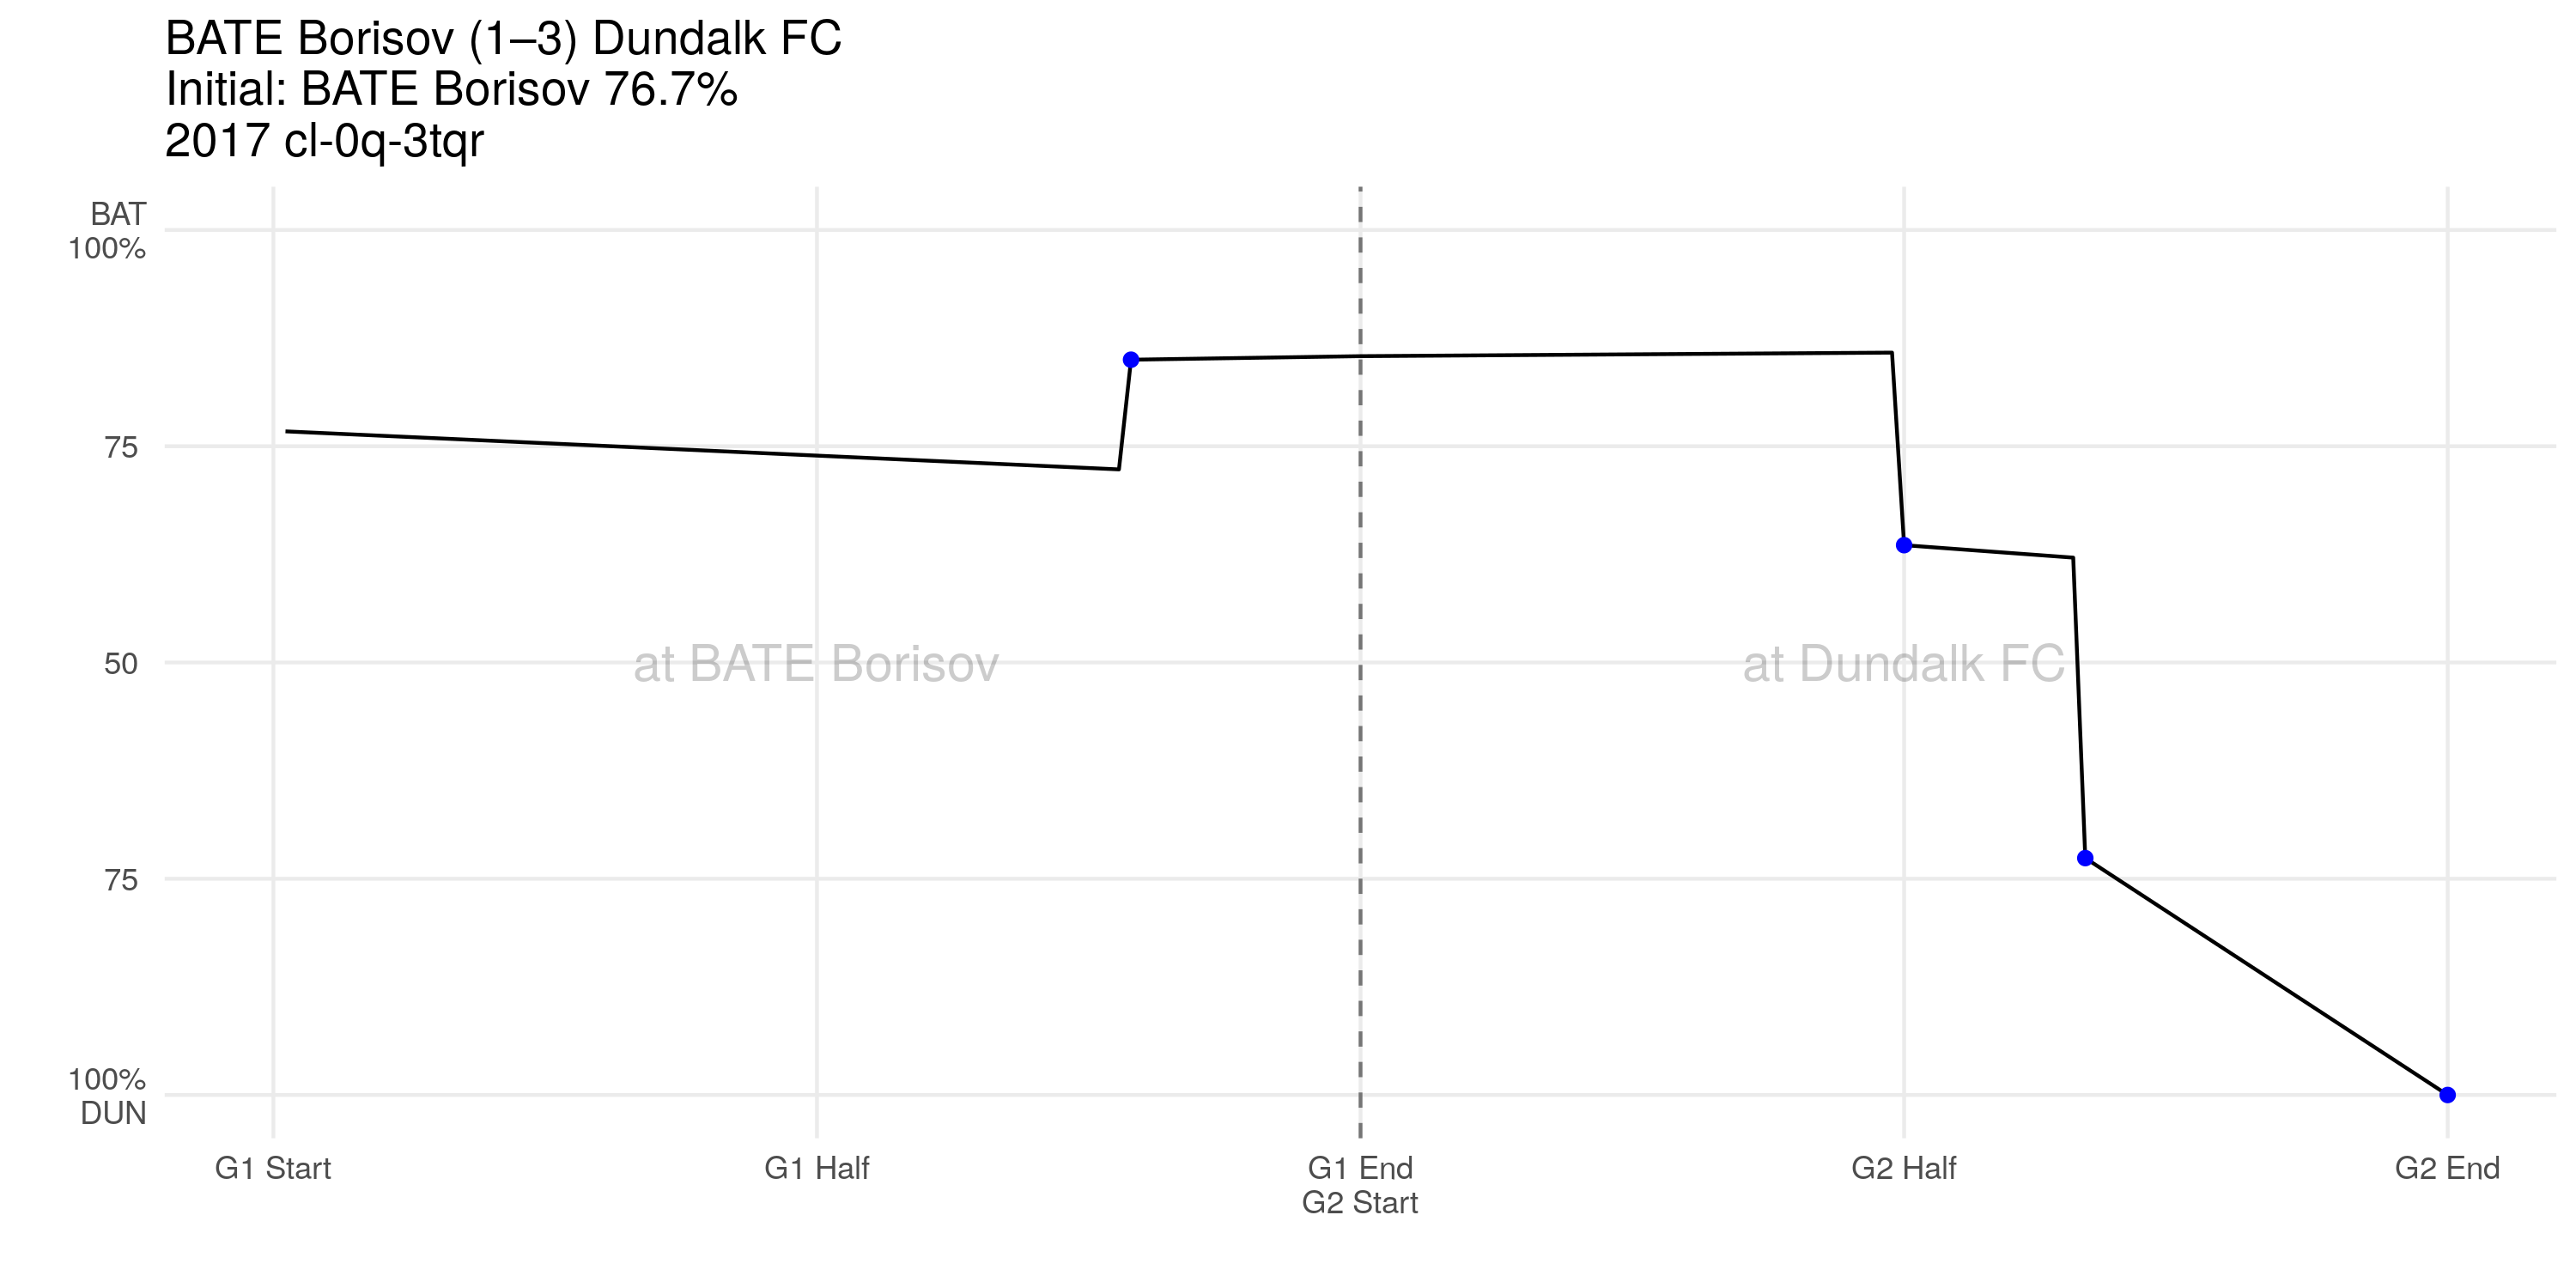 BATE Borisov (1–3) Dundalk FC
Initial: BATE Borisov 76.7%
2017 cl-0q-3tqr
BAT
100%
75
50
75
100%
DUN
at BATE Borisov
at Dundalk FC
G1 Start
G1 Half
G1 End
G2 Start
G2 Half
G2 End